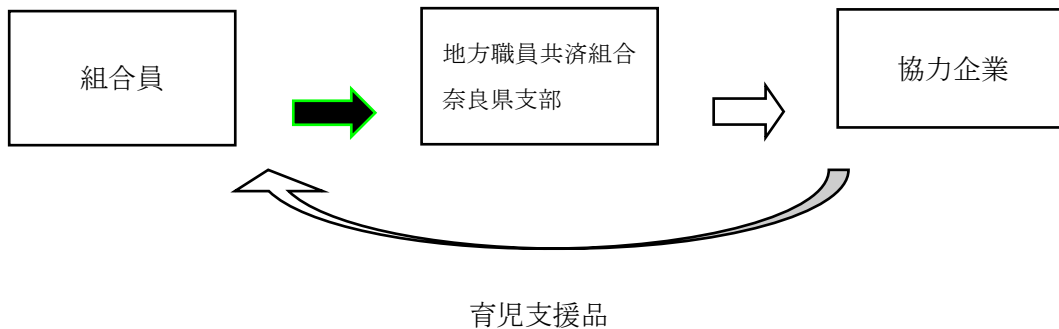 組合員
地方職員共済組合
奈良県支部
協力企業
育児支援品